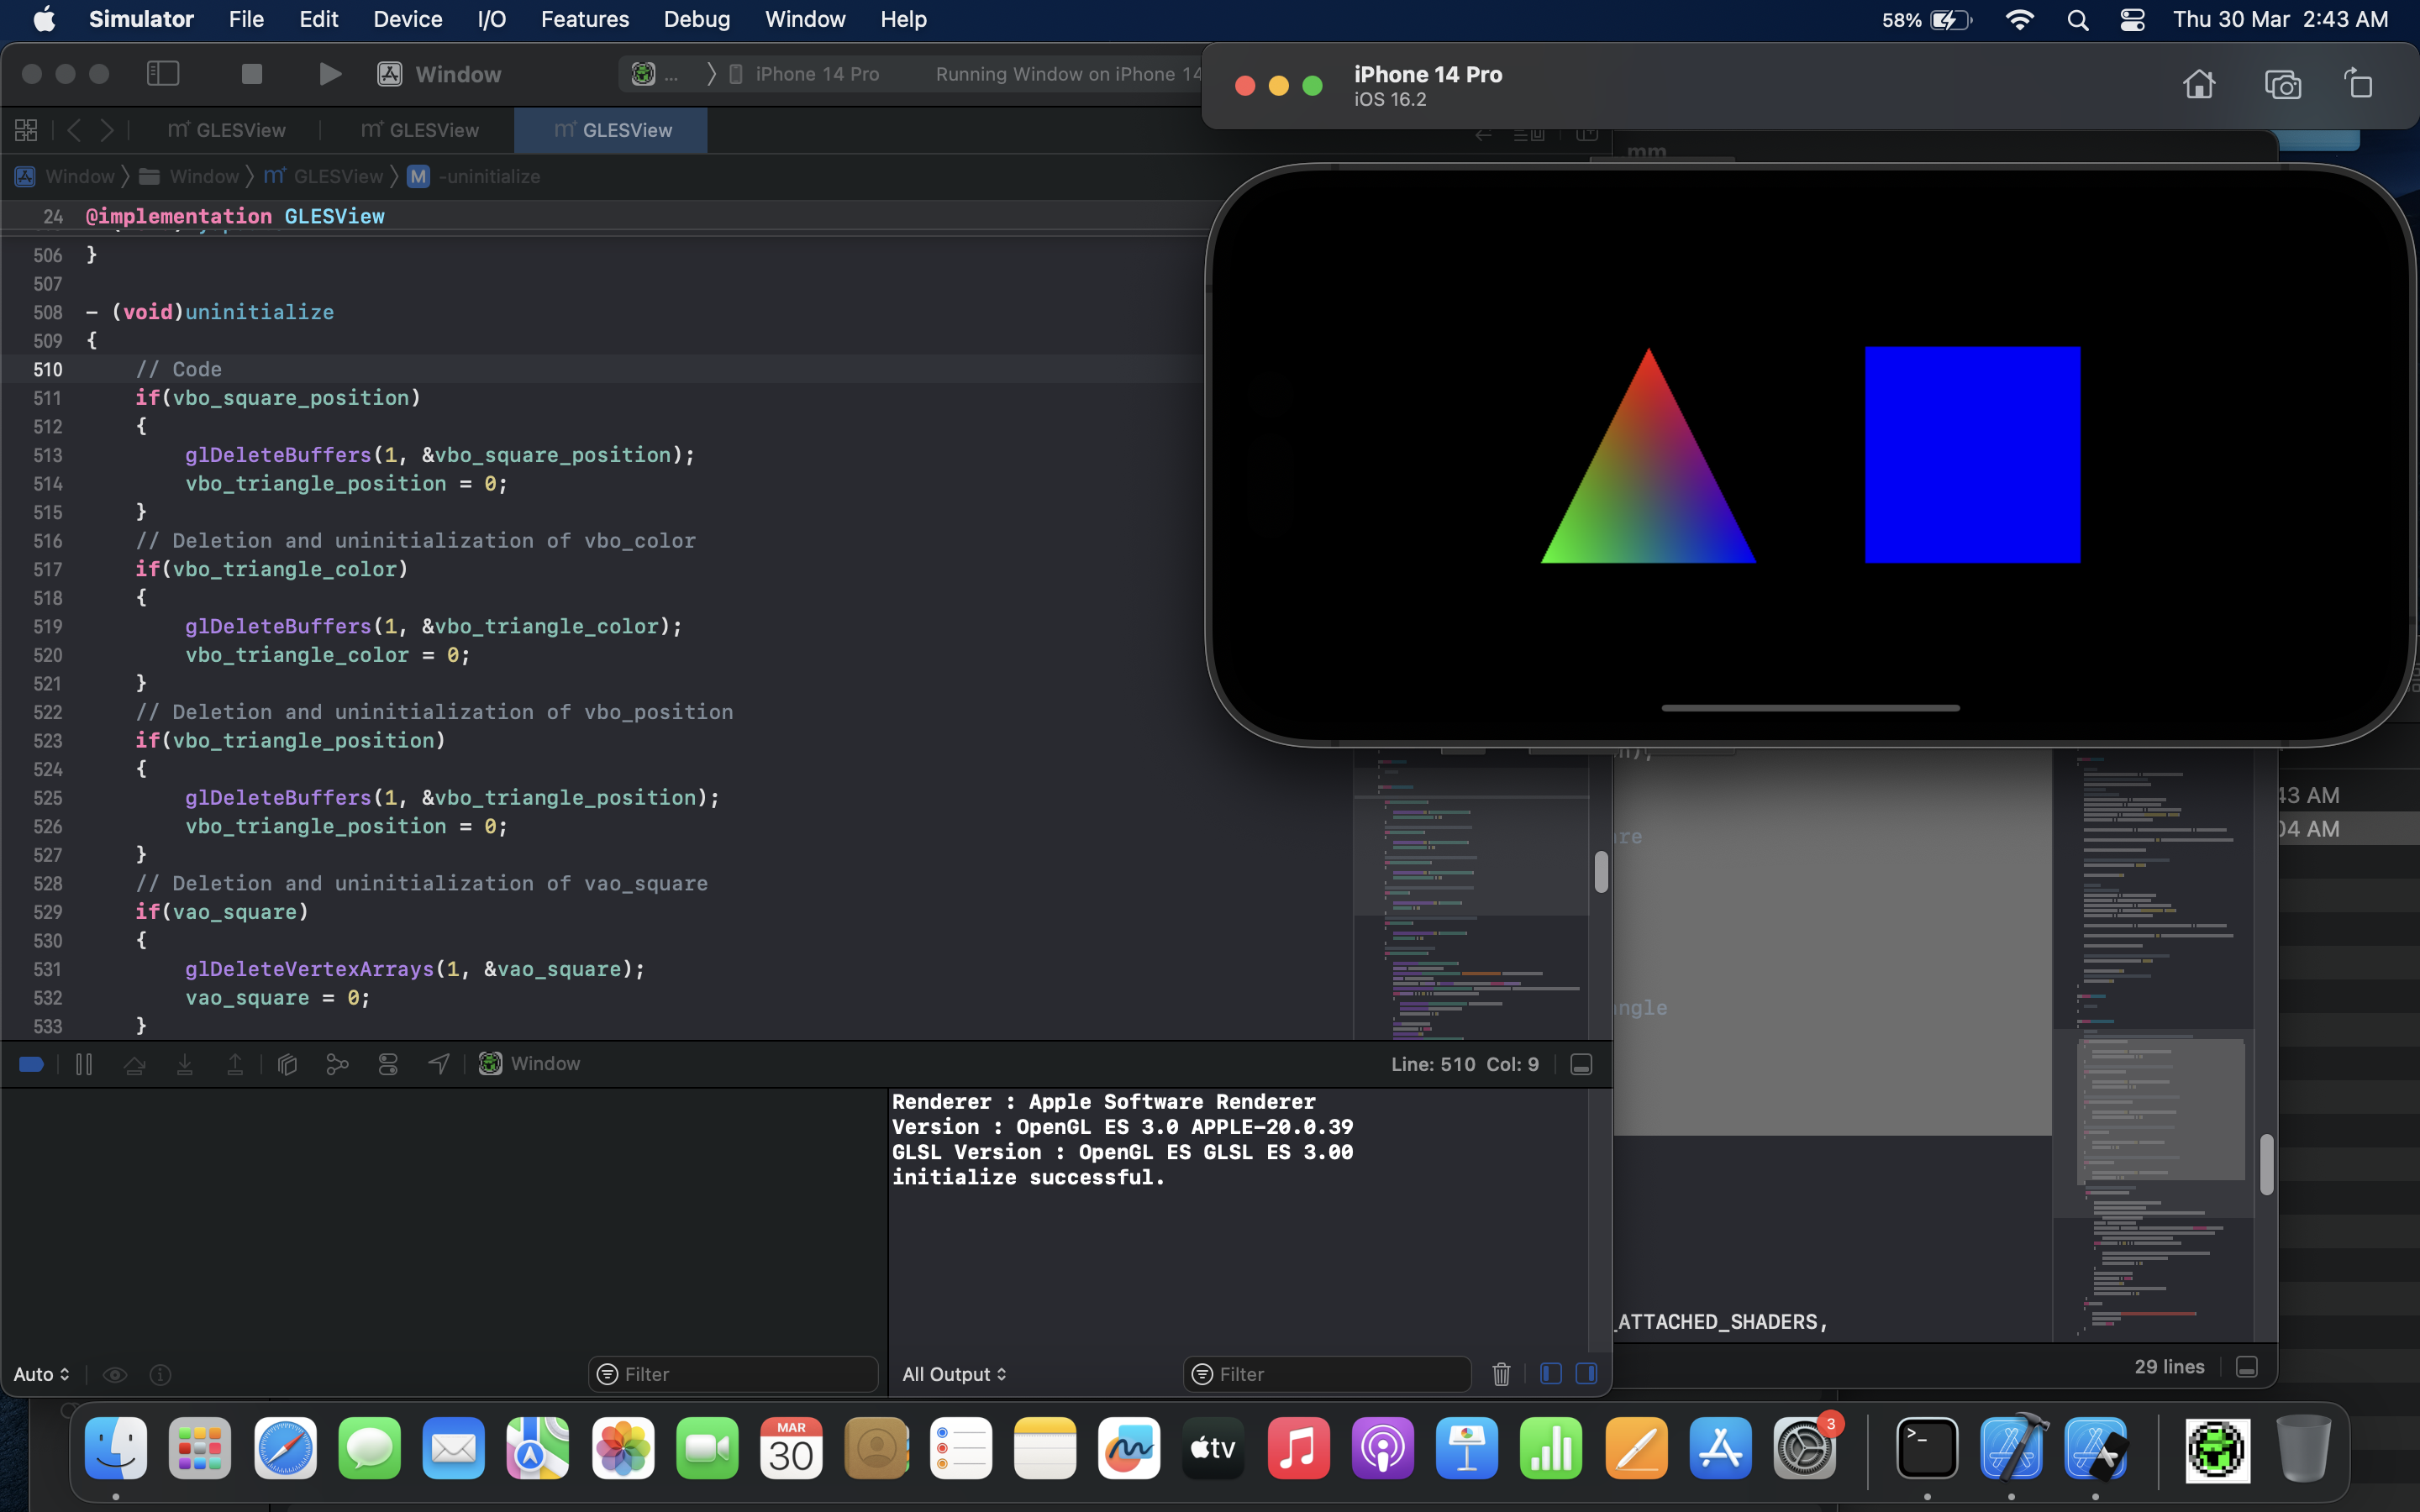 Simulator File Edit Device I/O Features Debug Window Help 58% Thu 30 Mar 2:43 AM
Window ... iPhone 14 Pro Running Window on iPhone 14
iPhone 14 Pro
iOS 16.2
GLESView GLESView GLESView
mm
Window Window GLESView M -uninitialize
24 @implementation GLESView
506 }
507
508 - (void)uninitialize
509 {
510 // Code
511 if(vbo_square_position)
512 {
513 glDeleteBuffers(1, &vbo_square_position);
514 vbo_triangle_position = 0;
515 }
516 // Deletion and uninitialization of vbo_color
517 if(vbo_triangle_color)
518 {
519 glDeleteBuffers(1, &vbo_triangle_color);
520 vbo_triangle_color = 0;
521 }
522 // Deletion and uninitialization of vbo_position
523 if(vbo_triangle_position)
524 {
525 glDeleteBuffers(1, &vbo_triangle_position);
526 vbo_triangle_position = 0;
527 }
528 // Deletion and uninitialization of vao_square
529 if(vao_square)
530 {
531 glDeleteVertexArrays(1, &vao_square);
532 vao_square = 0;
533 }
43 AM
04 AM
are
angle
Window Line: 510 Col: 9
Renderer : Apple Software Renderer
Version : OpenGL ES 3.0 APPLE-20.0.39
GLSL Version : OpenGL ES GLSL ES 3.00
initialize successful.
_ATTACHED_SHADERS,
29 lines
Auto Filter All Output Filter
MAR
30
tv
3